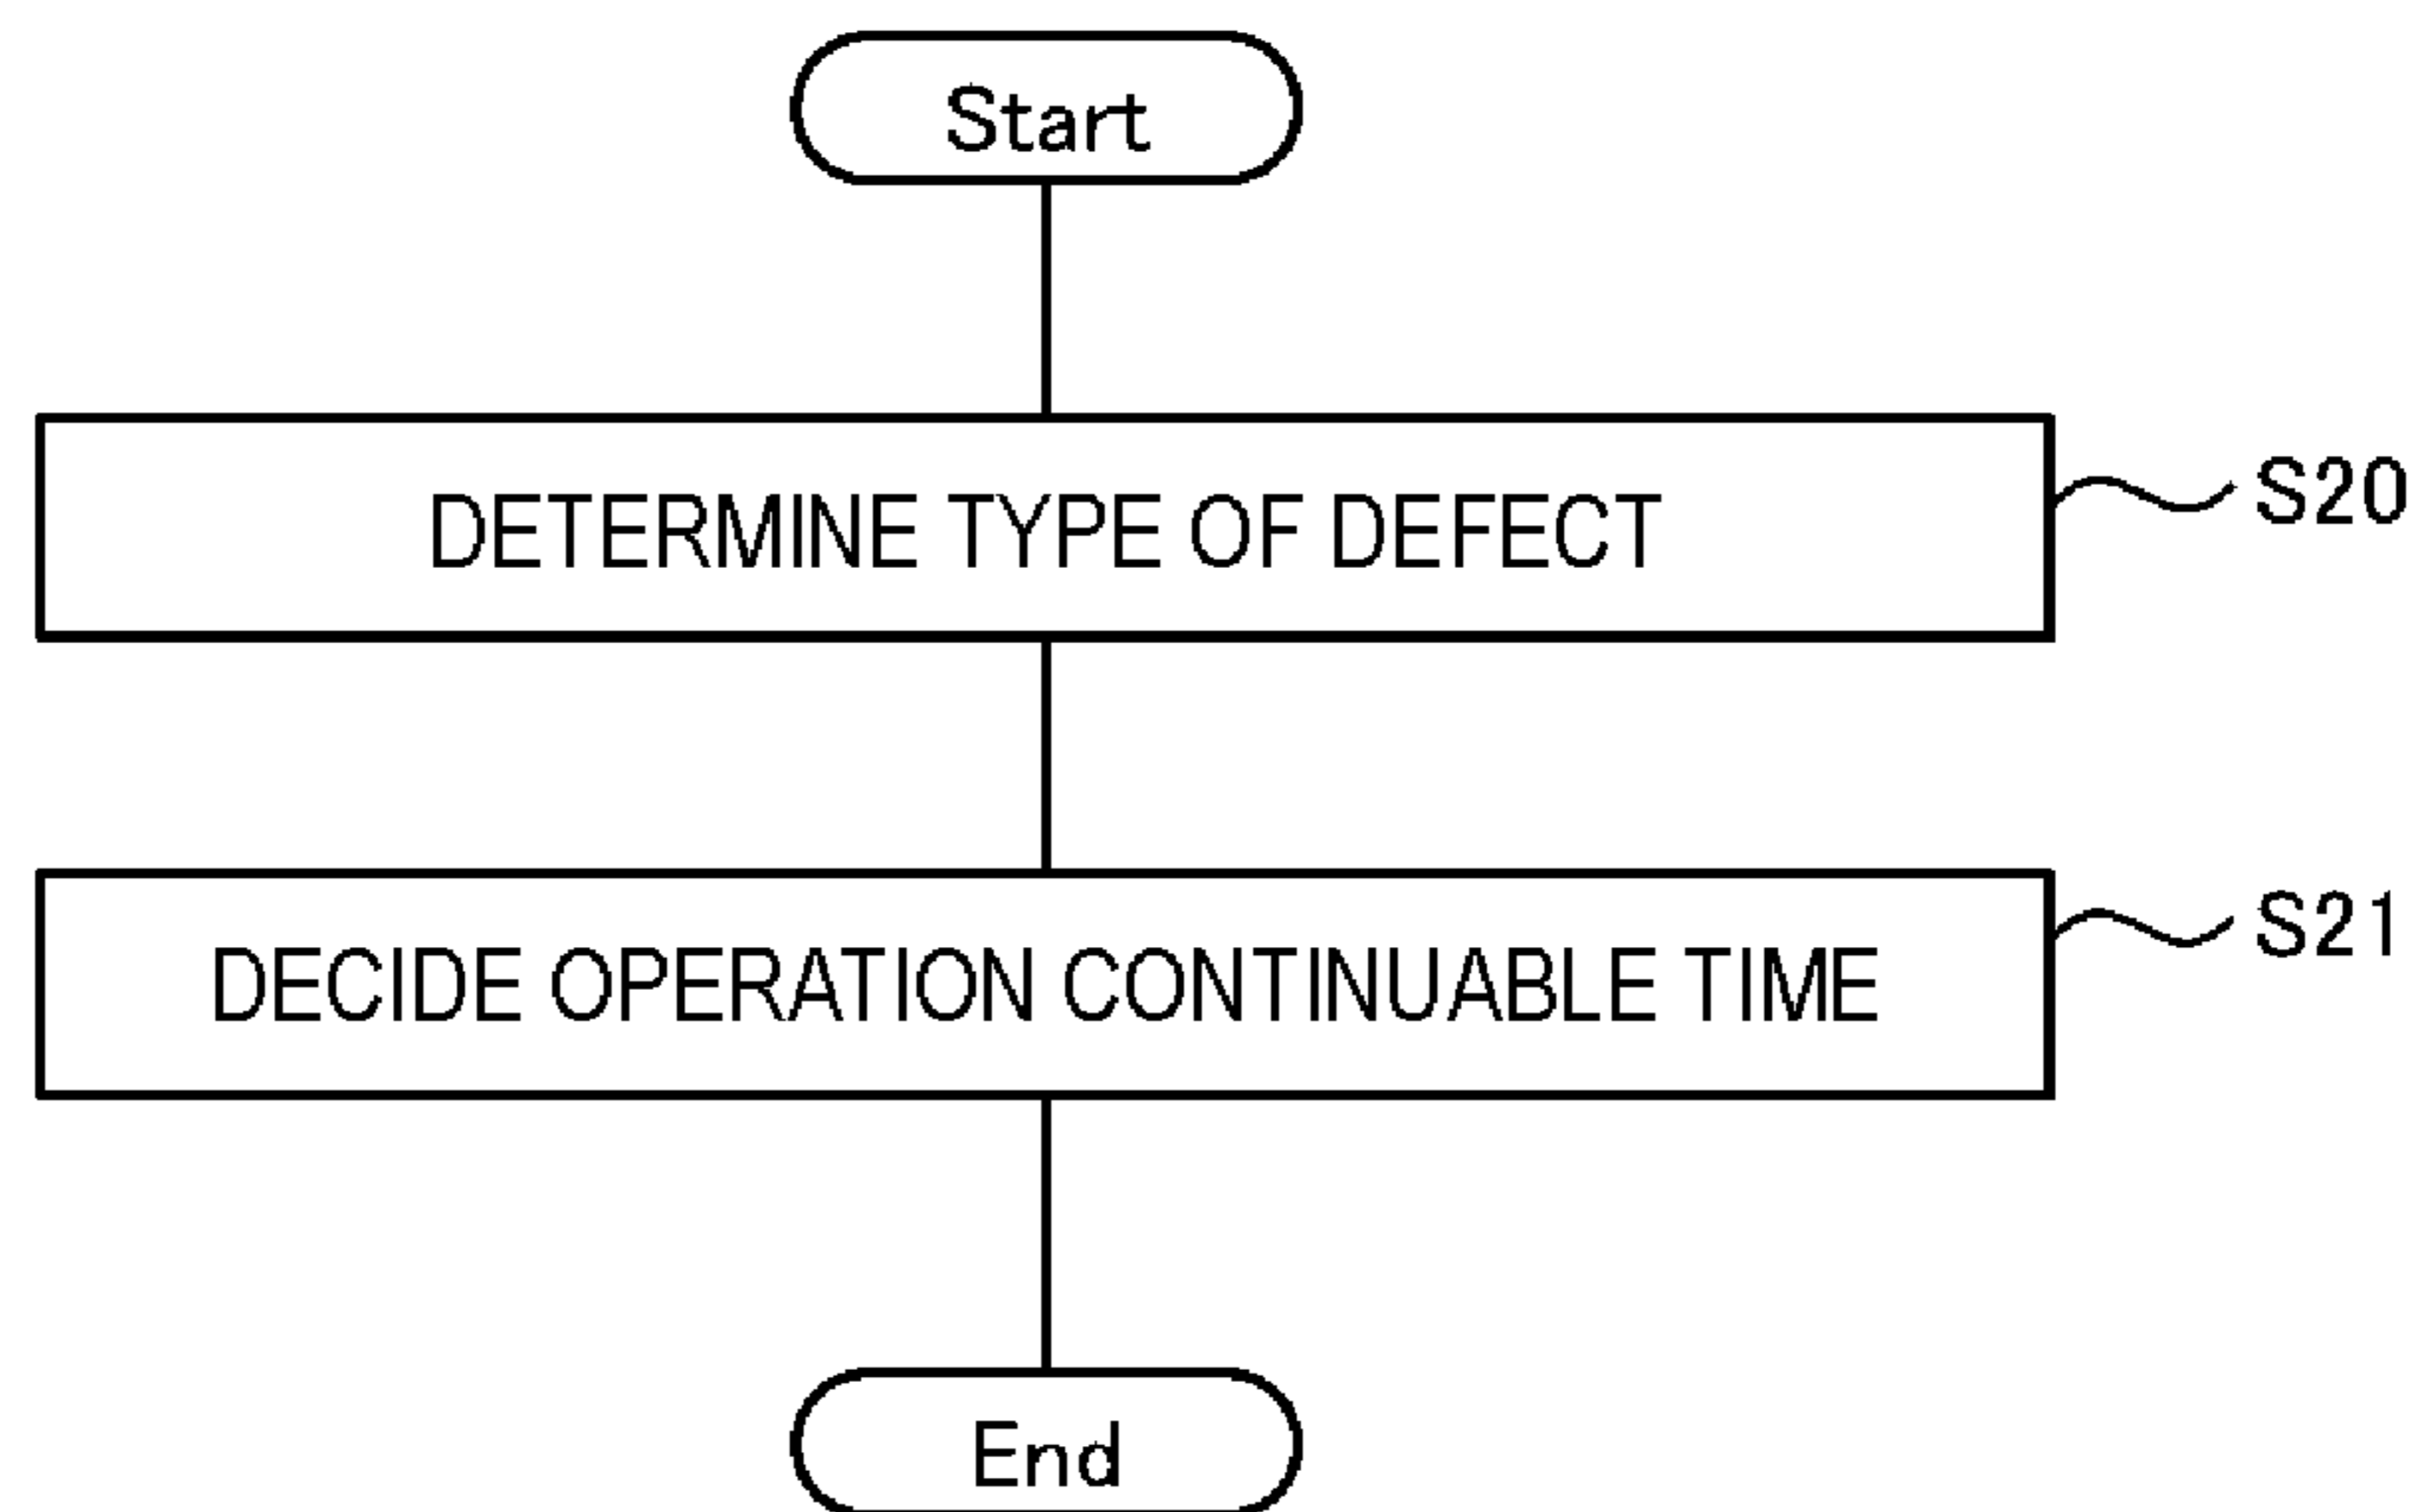 Start
DETERMINE TYPE OF DEFECT
S20
DECIDE OPERATION CONTINUABLE TIME
S21
End